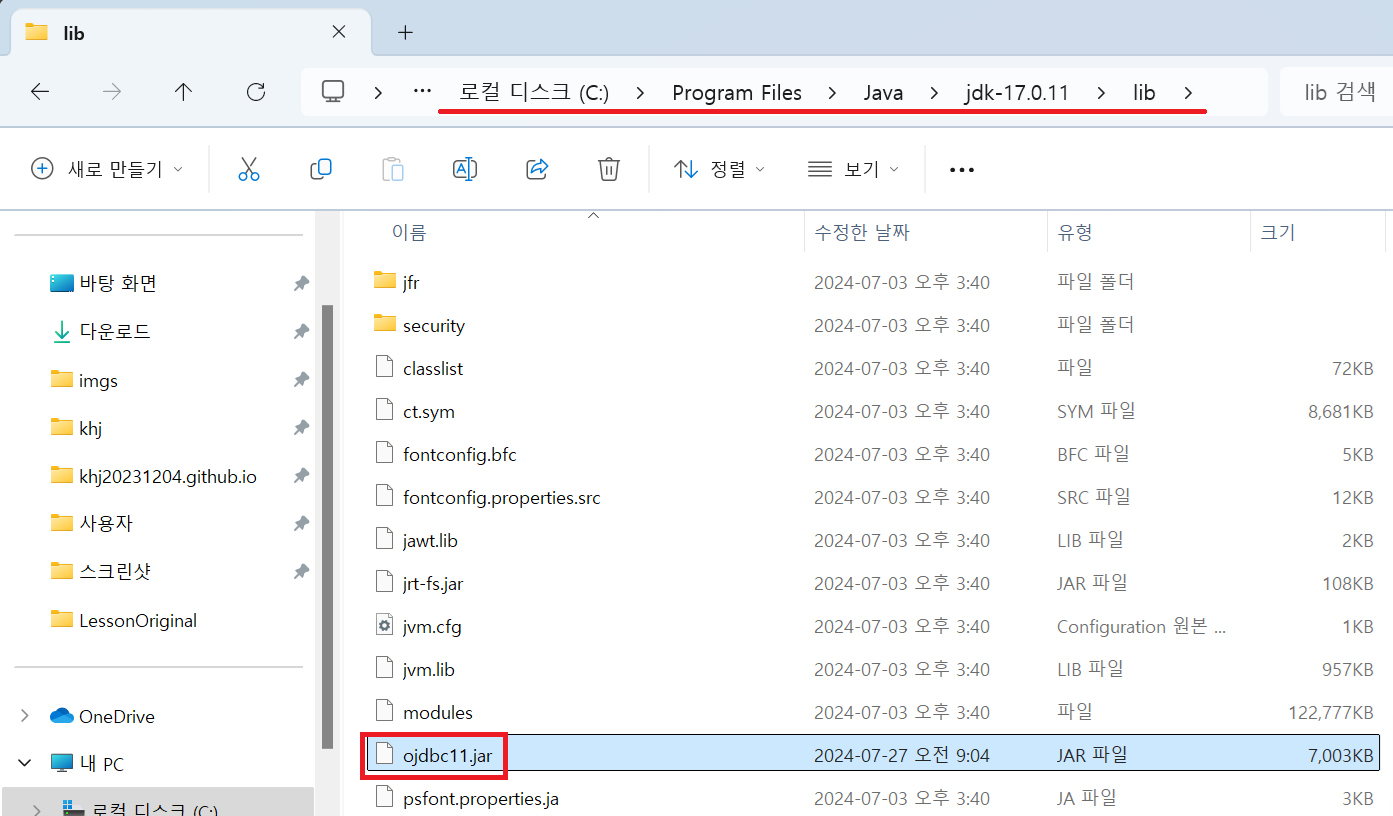 lib
로컬 디스크 (C:) Program Files Java jdk-17.0.11 lib
lib 검색
새로 만들기 정렬 보기
이름 수정한 날짜 유형 크기
바탕 화면
다운로드
imgs
khj
khj20231204.github.io
사용자
스크린샷
LessonOriginal
OneDrive
내 PC
로컬 디스크 (C:)
jfr 2024-07-03 오후 3:40 파일 폴더
security 2024-07-03 오후 3:40 파일 폴더
classlist 2024-07-03 오후 3:40 파일 72KB
ct.sym 2024-07-03 오후 3:40 SYM 파일 8,681KB
fontconfig.bfc 2024-07-03 오후 3:40 BFC 파일 5KB
fontconfig.properties.src 2024-07-03 오후 3:40 SRC 파일 12KB
jawt.lib 2024-07-03 오후 3:40 LIB 파일 2KB
jrt-fs.jar 2024-07-03 오후 3:40 JAR 파일 108KB
jvm.cfg 2024-07-03 오후 3:40 Configuration 원본 ... 1KB
jvm.lib 2024-07-03 오후 3:40 LIB 파일 957KB
modules 2024-07-03 오후 3:40 파일 122,777KB
ojdbc11.jar 2024-07-27 오전 9:04 JAR 파일 7,003KB
psfont.properties.ja 2024-07-03 오후 3:40 JA 파일 3KB